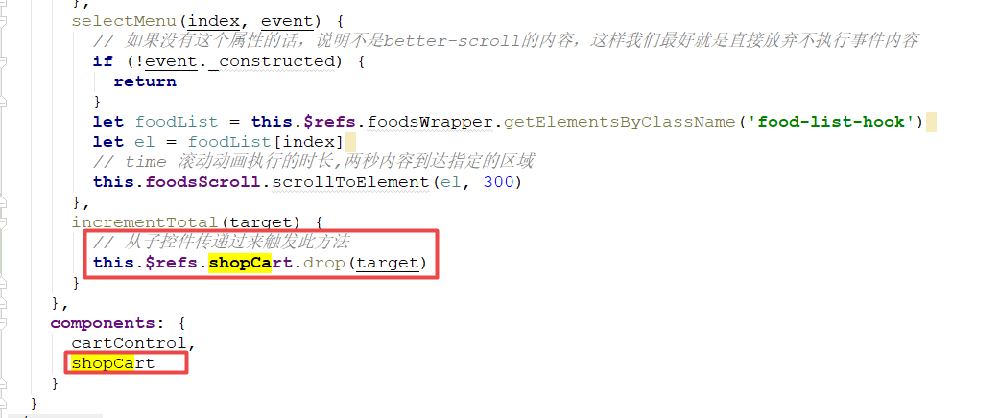 },
selectMenu(index, event) {
// 如果没有这个属性的话，说明不是better-scroll的内容，这样我们最好就是直接放弃不执行事件内容
if (!event._constructed) {
return
}
let foodList = this.$refs.foodsWrapper.getElementsByClassName('food-list-hook')
let el = foodList[index]
// time 滚动动画执行的时长,两秒内容到达指定的区域
this.foodsScroll.scrollToElement(el, 300)
},
incrementTotal(target) {
// 从子控件传递过来触发此方法
this.$refs.shopCart.drop(target)
}
},
components: {
cartControl,
shopCart
}
}